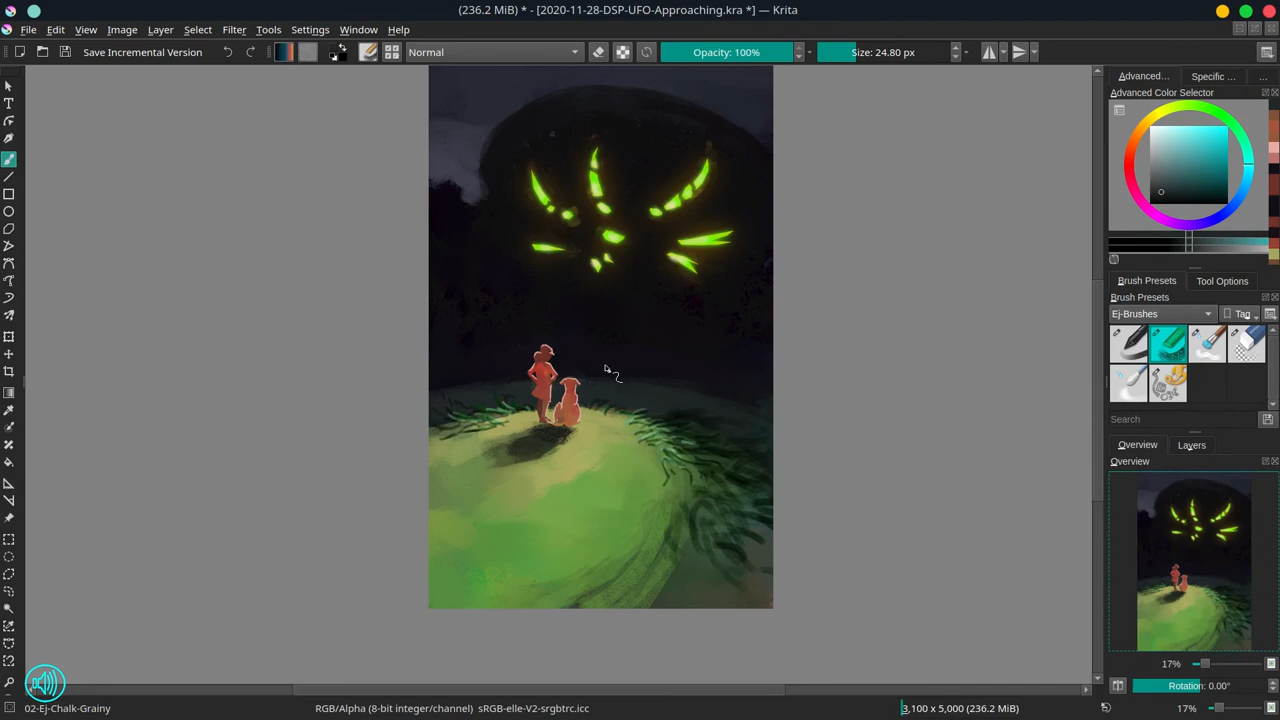 (236.2 MiB) * - [2020-11-28-DSP-UFO-Approaching.kra *] — Krita
File Edit View Image Layer Select Filter Tools Settings Window Help
Save Incremental Version Normal Opacity: 100% Size: 24.80 px
Advanced… Specific … …
Advanced Color Selector
Brush Presets Tool Options
Brush Presets
Ej-Brushes Tag
Search
Overview Layers
Overview
17%
Rotation: 0.00°
02-Ej-Chalk-Grainy RGB/Alpha (8-bit integer/channel) sRGB-elle-V2-srgbtrc.icc 3,100 x 5,000 (236.2 MiB) 17%